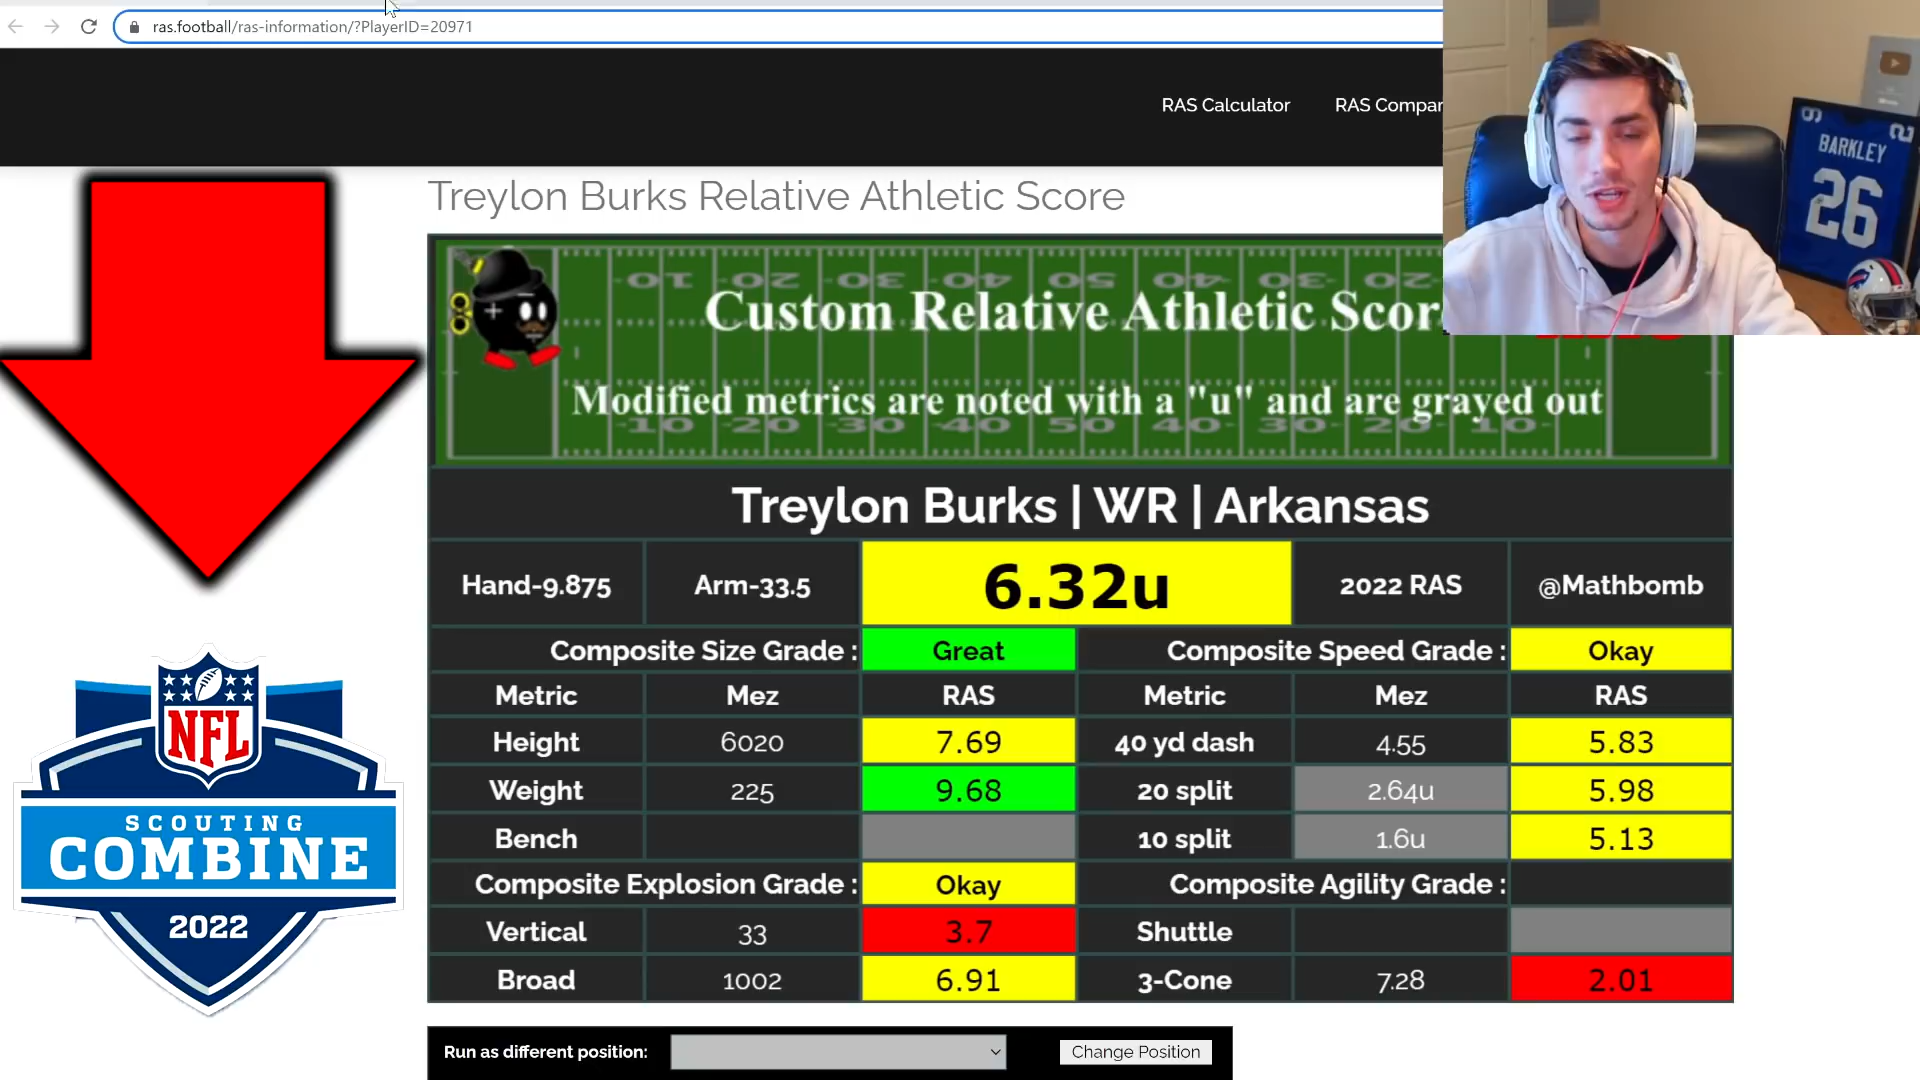 ras.football/ras-information/?PlayerID=20971
RAS Calculator RAS Compar
Treylon Burks Relative Athletic Score
Custom Relative Athletic Scor
Modified metrics are noted with a "u" and are grayed out
Treylon Burks | WR | Arkansas
Hand-9.875 Arm-33.5 6.32u 2022 RAS @Mathbomb
Composite Size Grade : Great Composite Speed Grade : Okay
Metric Mez RAS Metric Mez RAS
Height 6020 7.69 40 yd dash 4.55 5.83
Weight 225 9.68 20 split 2.64u 5.98
Bench 10 split 1.6u 5.13
Composite Explosion Grade : Okay Composite Agility Grade :
Vertical 33 3.7 Shuttle
Broad 1002 6.91 3-Cone 7.28 2.01
Run as different position: Change Position
NFL
SCOUTING
COMBINE
2022
BARKLEY
26